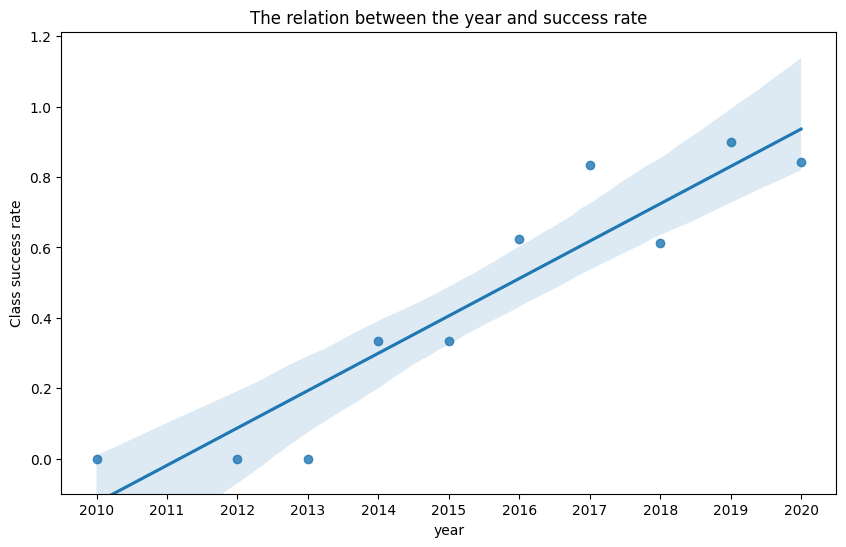 The relation between the year and success rate
1.2
1.0
0.8
0.6
0.4
0.2
0.0
Class success rate
2010 2011 2012 2013 2014 2015 2016 2017 2018 2019 2020
year